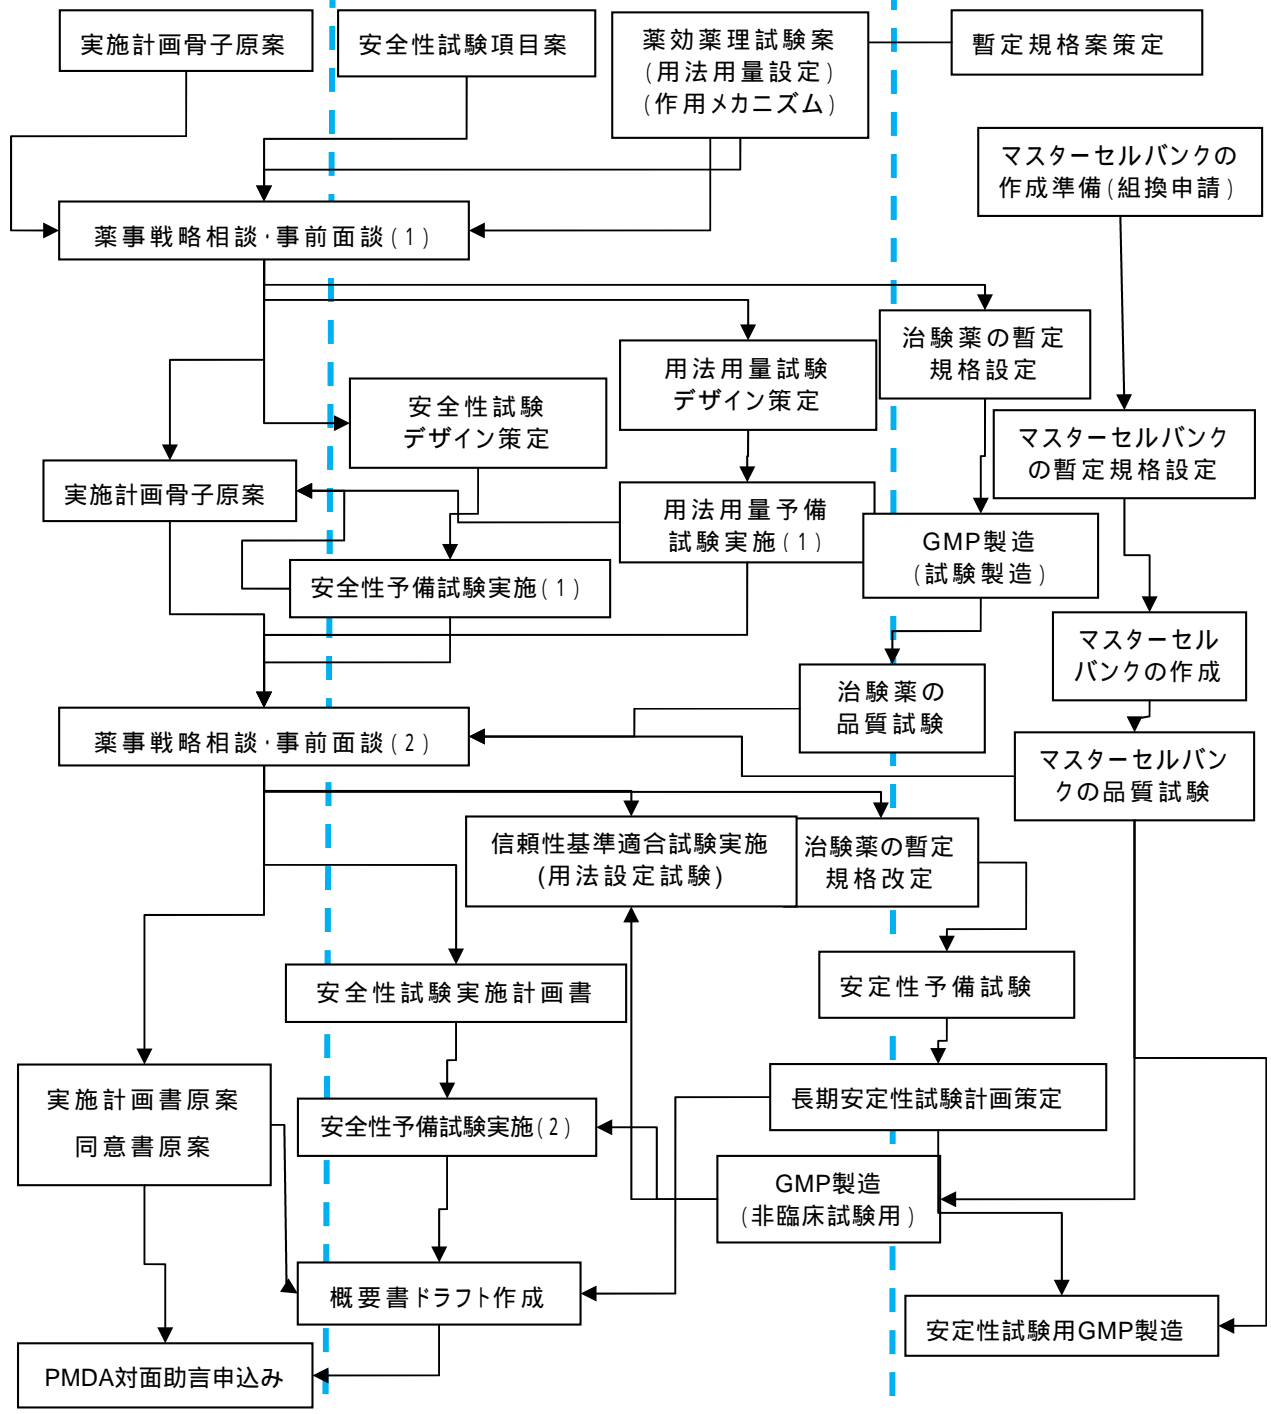 実施計画骨子原案
安全性試験項目案
薬効薬理試験案
(用法用量設定)
(作用メカニズム)
暫定規格案策定
マスターセルバンクの
作成準備(組換申請)
薬事戦略相談・事前面談(1)
治験薬の暫定
規格設定
用法用量試験
デザイン策定
安全性試験
デザイン策定
マスターセルバンク
の暫定規格設定
実施計画骨子原案
用法用量予備
試験実施(1)
GMP製造
(試験製造)
安全性予備試験実施(1)
マスターセル
バンクの作成
治験薬の
品質試験
薬事戦略相談・事前面談(2)
マスターセルバン
クの品質試験
信頼性基準適合試験実施
(用法設定試験)
治験薬の暫定
規格改定
安全性試験実施計画書
安定性予備試験
実施計画書原案
同意書原案
安全性予備試験実施(2)
長期安定性試験計画策定
GMP製造
(非臨床試験用)
概要書ドラフト作成
安定性試験用GMP製造
PMDA対面助言申込み